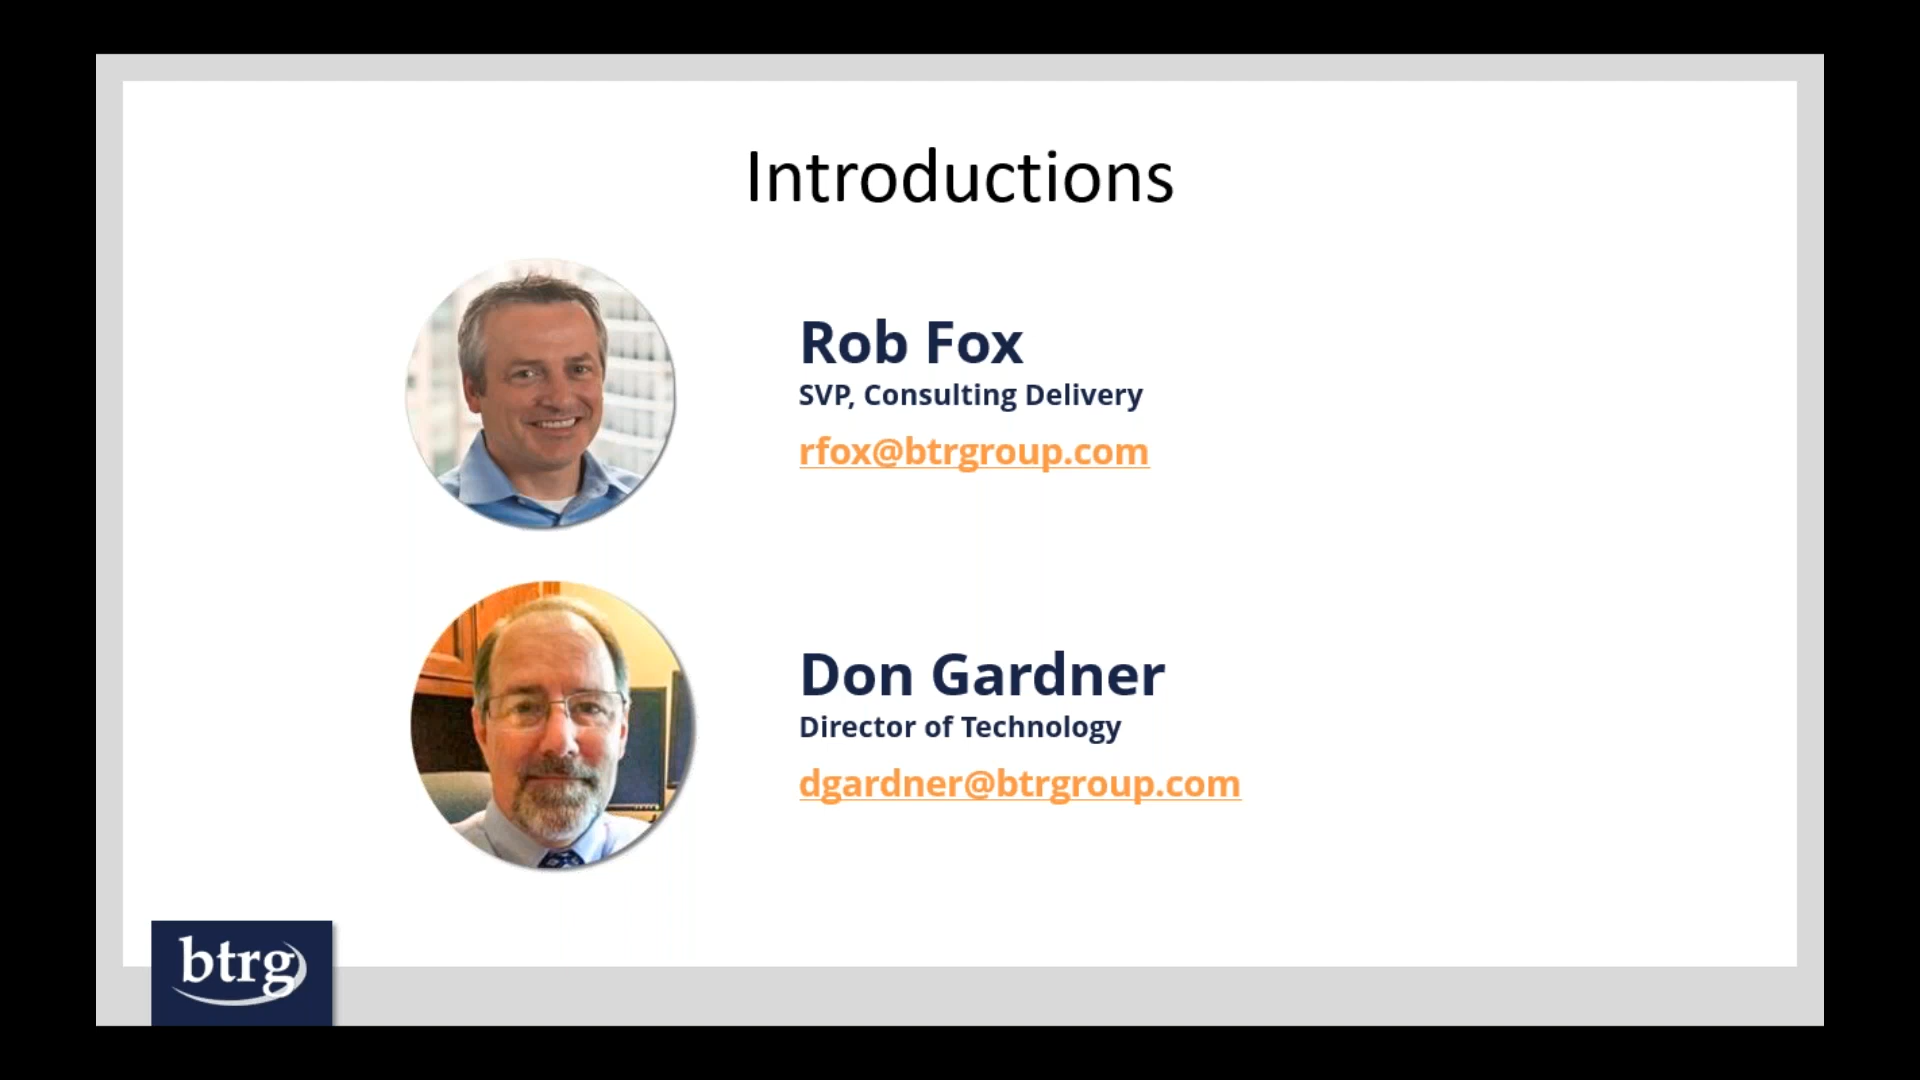 Introductions
Rob Fox
SVP, Consulting Delivery
rfox@btrgroup.com
Don Gardner
Director of Technology
dgardner@btrgroup.com
btrg